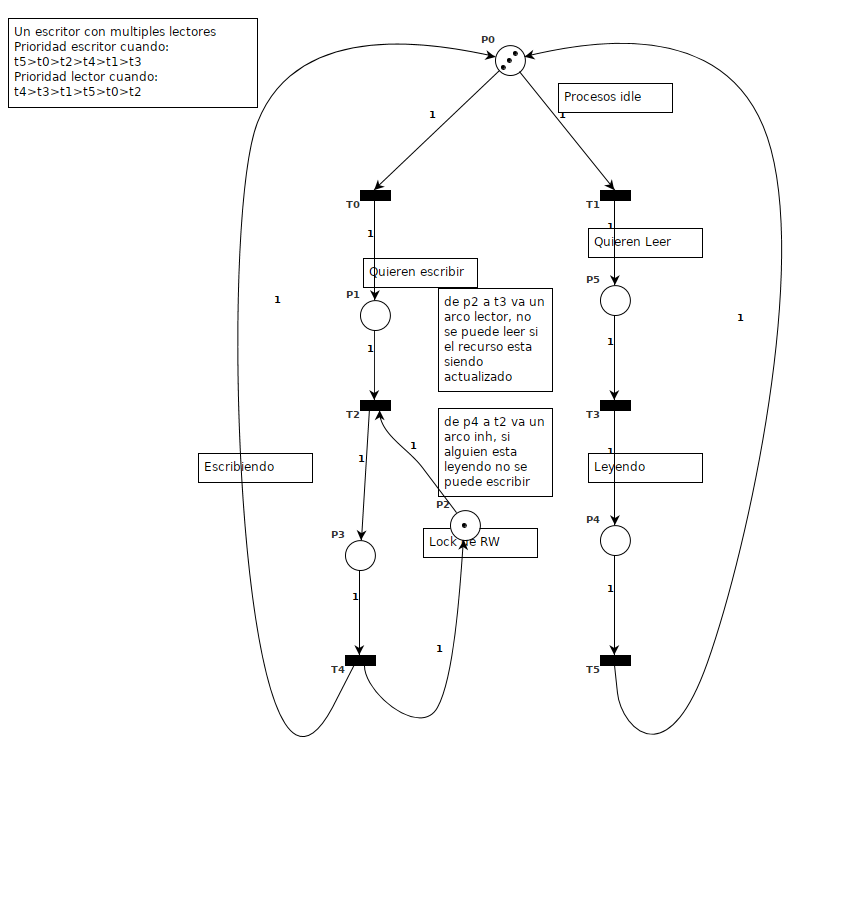 Un escritor con multiples lectores
Prioridad escritor cuando:
t5>t0>t2>t4>t1>t3
Prioridad lector cuando:
t4>t3>t1>t5>t0>t2
P0
Procesos idle
1
1
T0
T1
1
1
Quieren Leer
Quieren escribir
P5
P1
de p2 a t3 va un
arco lector, no
se puede leer si
el recurso esta
siendo
actualizado
1
1
1
1
T2
T3
de p4 a t2 va un
arco inh, si
alguien esta
leyendo no se
puede escribir
1
1
1
Escribiendo
Leyendo
P2
P4
P3
Lock de RW
1
1
1
T4
T5